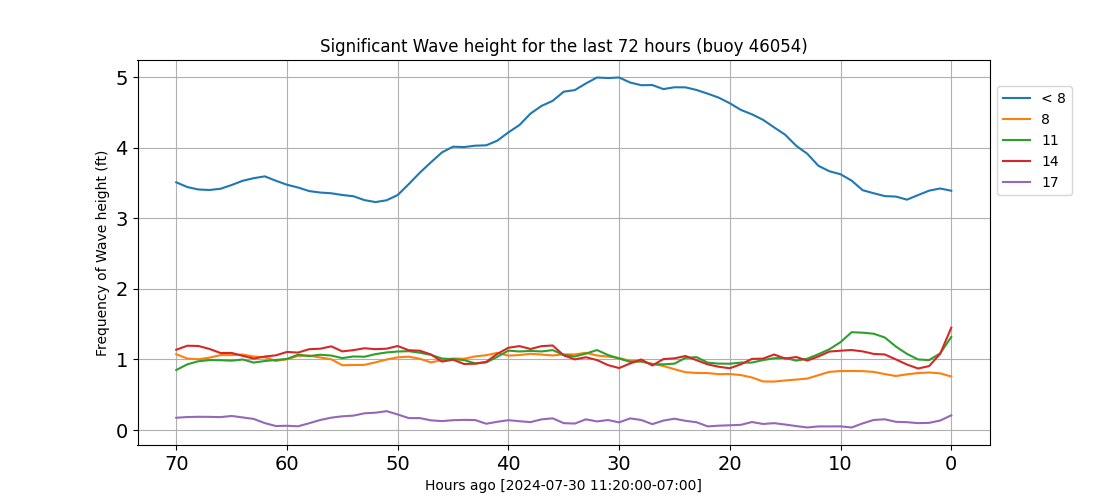 Significant Wave height for the last 72 hours (buoy 46054)
Frequency of Wave height (ft)
5
4
3
2
1
0
70 60 50 40 30 20 10 0
Hours ago [2024-07-30 11:20:00-07:00]
< 8
8
11
14
17